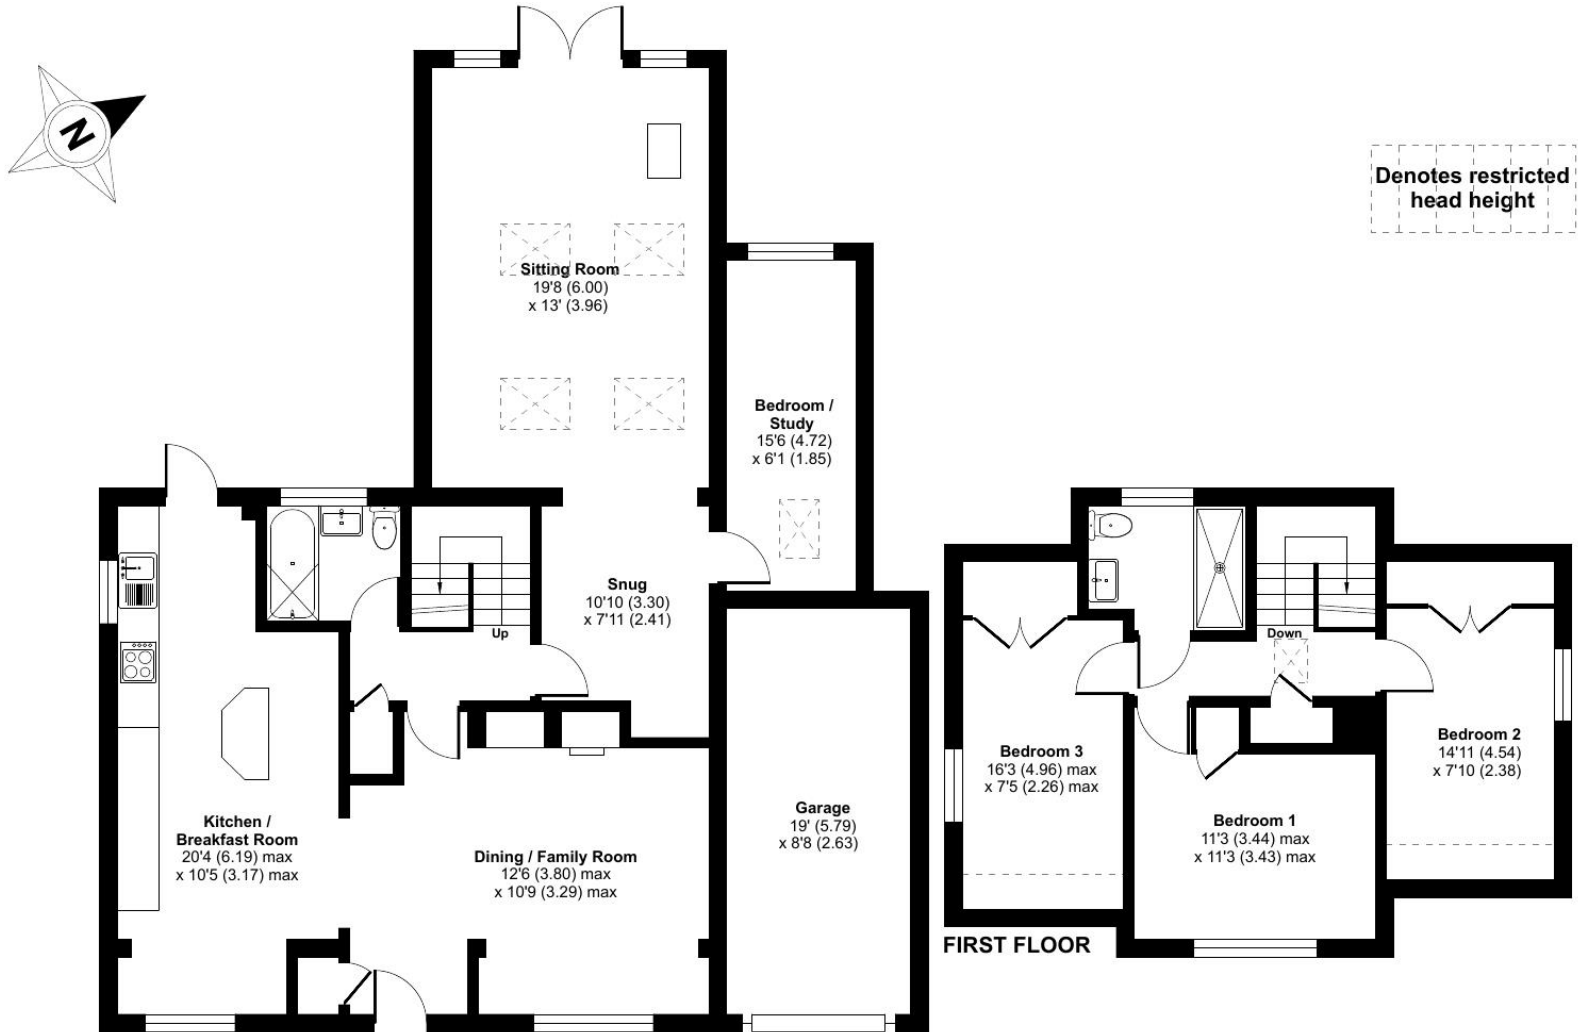 N
Denotes restricted
head height
Sitting Room
19'8 (6.00)
x 13' (3.96)
Bedroom /
Study
15'6 (4.72)
x 6'1 (1.85)
Snug
10'10 (3.30)
x 7'11 (2.41)
Up
Kitchen /
Breakfast Room
20'4 (6.19) max
x 10'5 (3.17) max
Dining / Family Room
12'6 (3.80) max
x 10'9 (3.29) max
Garage
19' (5.79)
x 8'8 (2.63)
Down
Bedroom 3
16'3 (4.96) max
x 7'5 (2.26) max
Bedroom 1
11'3 (3.44) max
x 11'3 (3.43) max
Bedroom 2
14'11 (4.54)
x 7'10 (2.38)
FIRST FLOOR